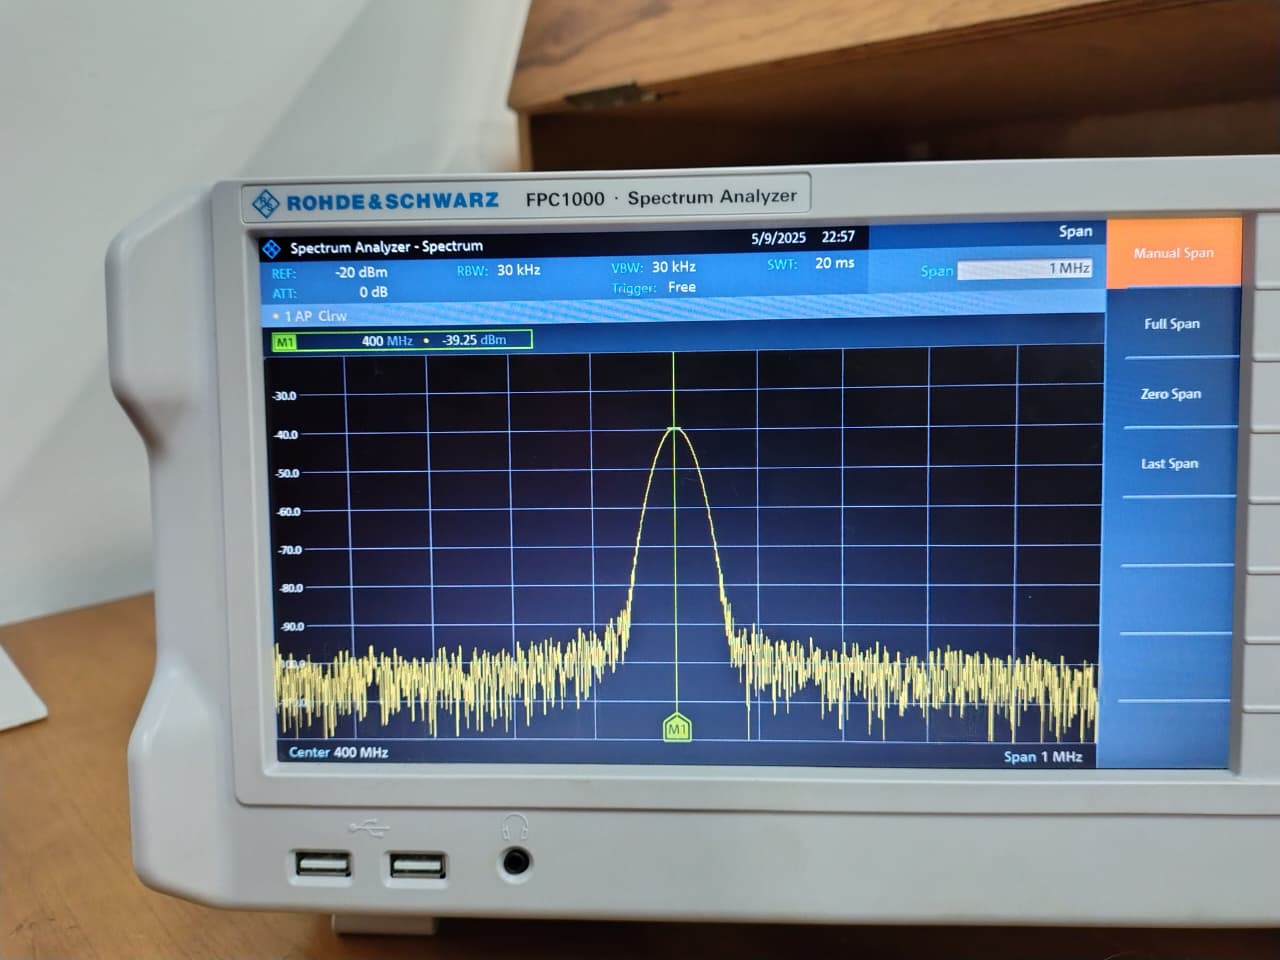 ROHDE & SCHWARZ FPC1000 · Spectrum Analyzer
Spectrum Analyzer - Spectrum 5/9/2025 22:57 Span
REF: -20 dBm RBW: 30 kHz VBW: 30 kHz SWT: 20 ms Span 1 MHz
ATT: 0 dB Trigger: Free
1 AP Clrw
M1 400 MHz • -39.25 dBm
-30.0
-40.0
-50.0
-60.0
-70.0
-80.0
-90.0
M1
Center 400 MHz Span 1 MHz
Manual Span
Full Span
Zero Span
Last Span